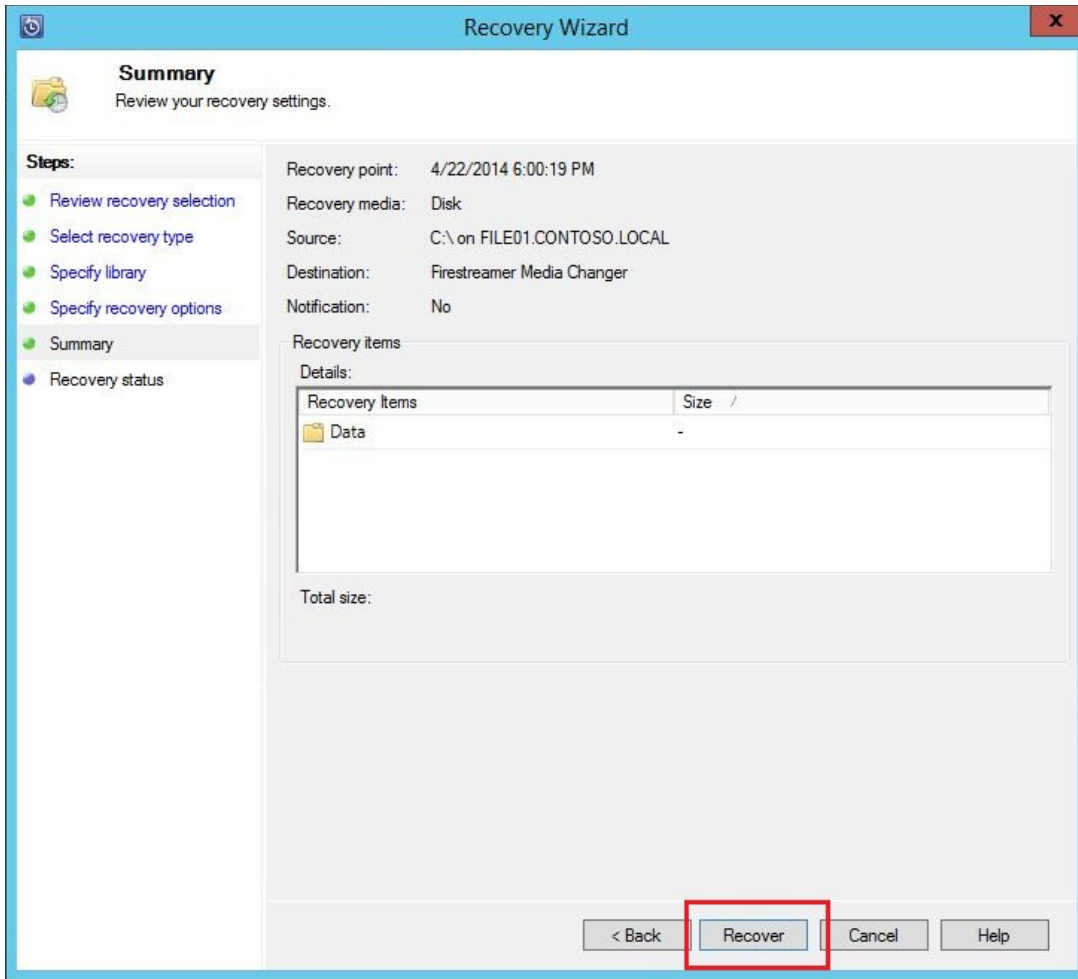 Recovery Wizard
x
Summary
Review your recovery settings.
Steps:
Review recovery selection
Select recovery type
Specify library
Specify recovery options
Summary
Recovery status
Recovery point: 4/22/2014 6:00:19 PM
Recovery media: Disk
Source: C:\ on FILE01.CONTOSO.LOCAL
Destination: Firestreamer Media Changer
Notification: No
Recovery items
Details:
Recovery Items Size /
Data -
Total size:
< Back Recover Cancel Help